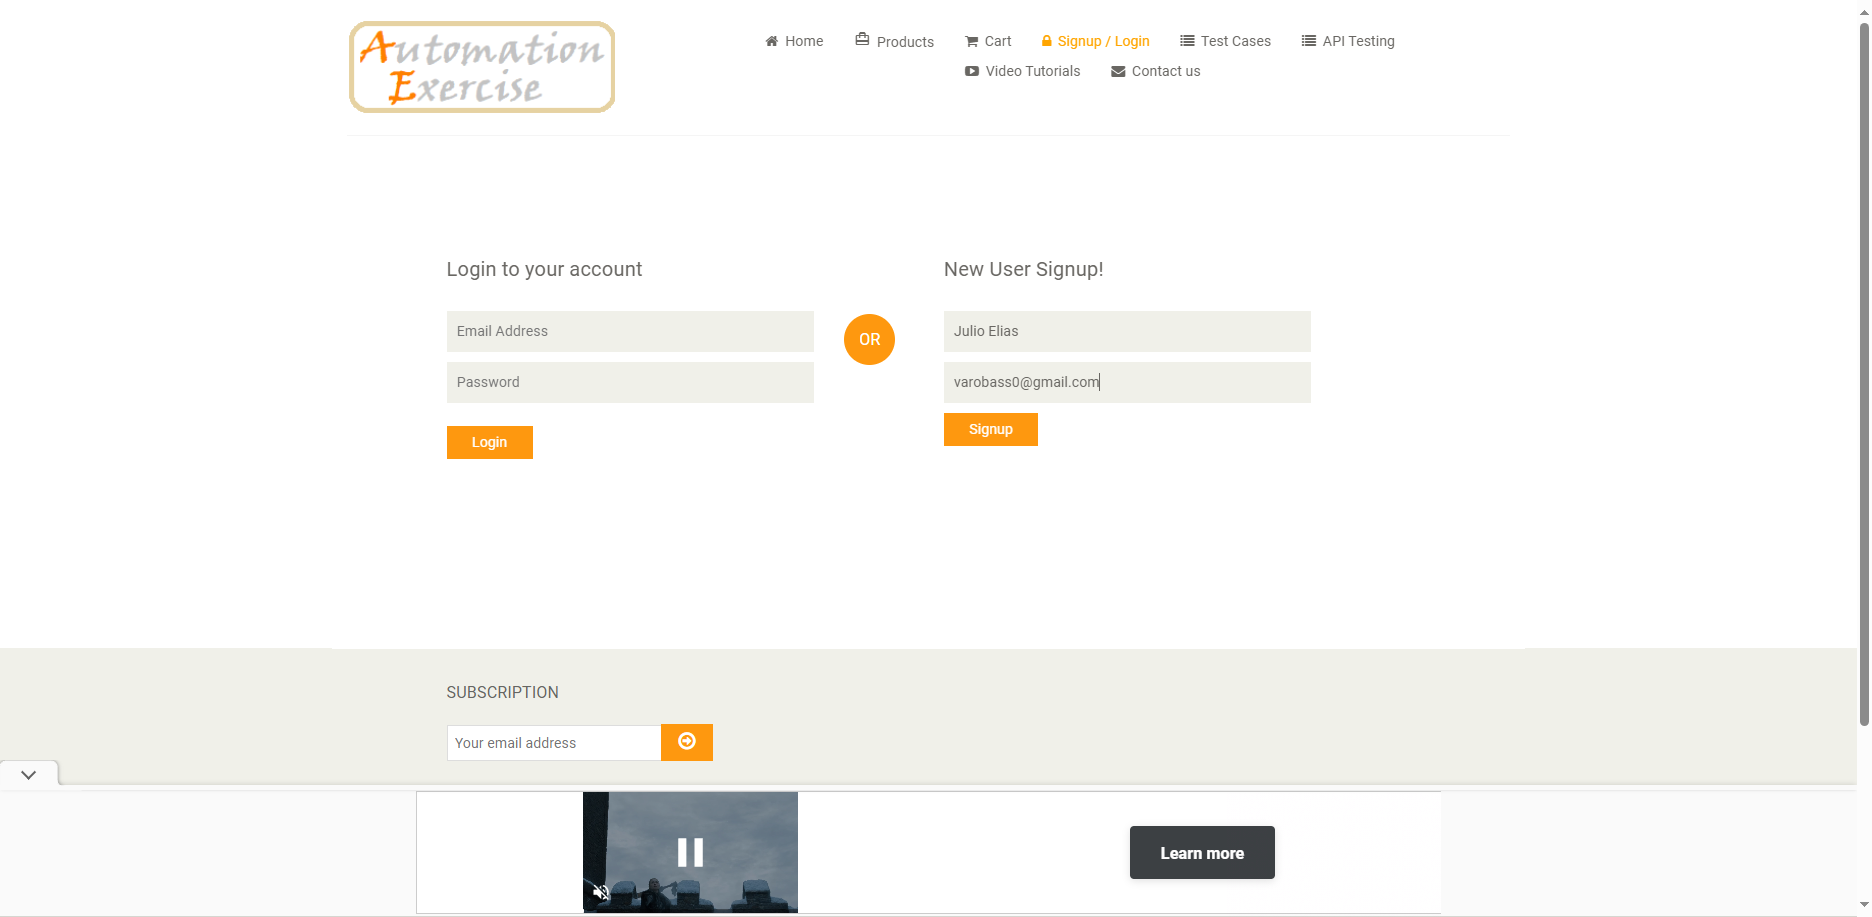 Automation
Exercise
Home
Products
Cart
Signup / Login
Test Cases
API Testing
Video Tutorials
Contact us
Login to your account
Email Address
Password
Login
OR
New User Signup!
Julio Elias
varobass0@gmail.com
Signup
SUBSCRIPTION
Your email address
Learn more